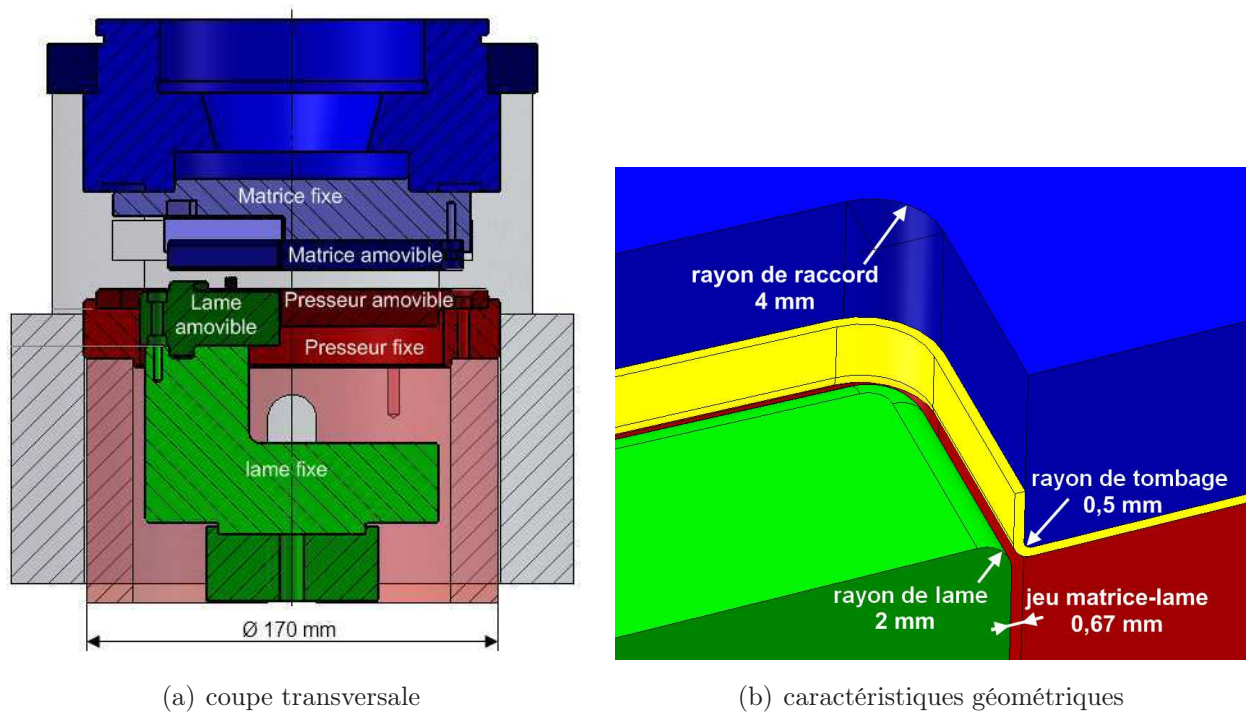 Matrice fixe
Matrice amovible
Lame
amovible
Presseur amovible
Presseur fixe
lame fixe
Ø 170 mm
rayon de raccord
4 mm
rayon de tombage
0,5 mm
rayon de lame
2 mm
jeu matrice-lame
0,67 mm
(a) coupe transversale
(b) caractéristiques géométriques